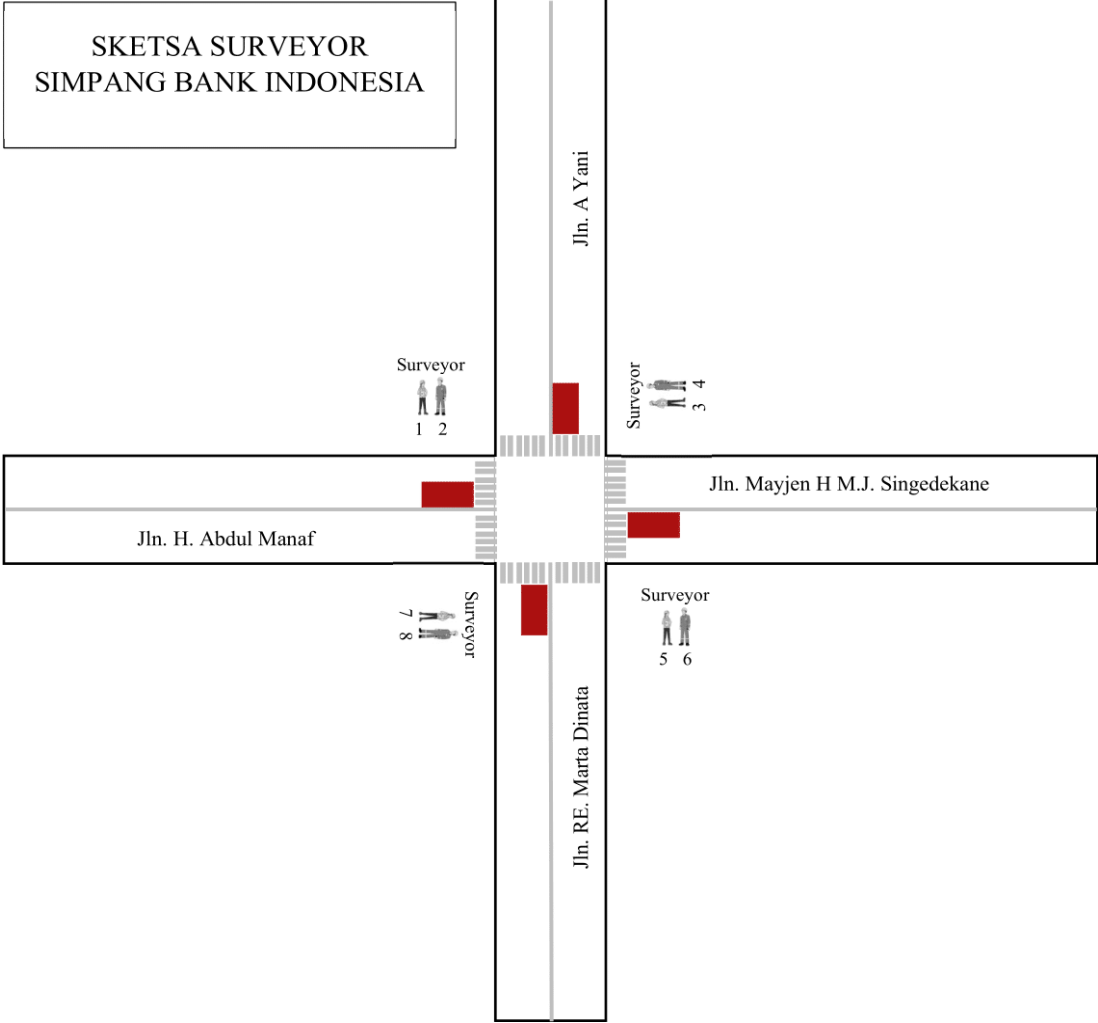 SKETSA SURVEYOR
SIMPANG BANK INDONESIA
Jln. A Yani
Surveyor
1 2
Surveyor
3
4
Jln. Mayjen H M.J. Singedekane
Jln. H. Abdul Manaf
Surveyor
7
8
Surveyor
5 6
Jln. RE. Marta Dinata